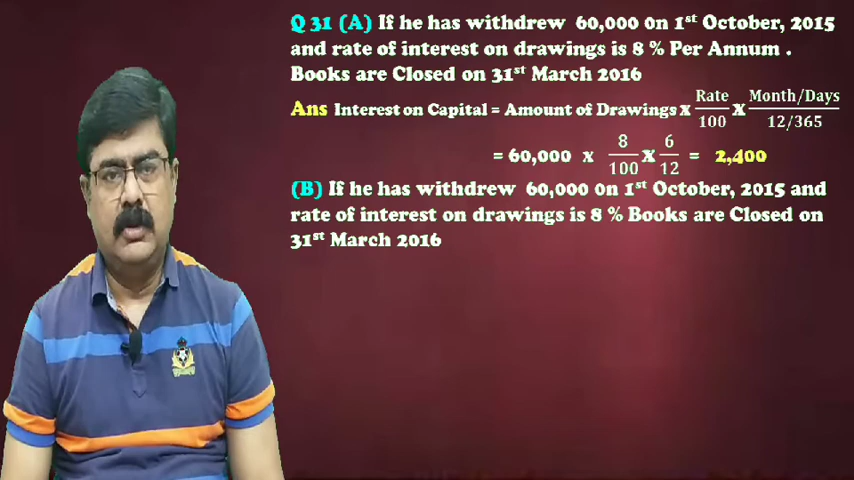 Q 31 (A) If he has withdrew 60,000 0n 1st October, 2015
and rate of interest on drawings is 8 % Per Annum .
Books are Closed on 31st March 2016
Ans Interest on Capital = Amount of Drawings x Rate/100 X Month/Days / 12/365
= 60,000 x 8/100 X 6/12 = 2,400
(B) If he has withdrew 60,000 0n 1st October, 2015 and
rate of interest on drawings is 8 % Books are Closed on
31st March 2016